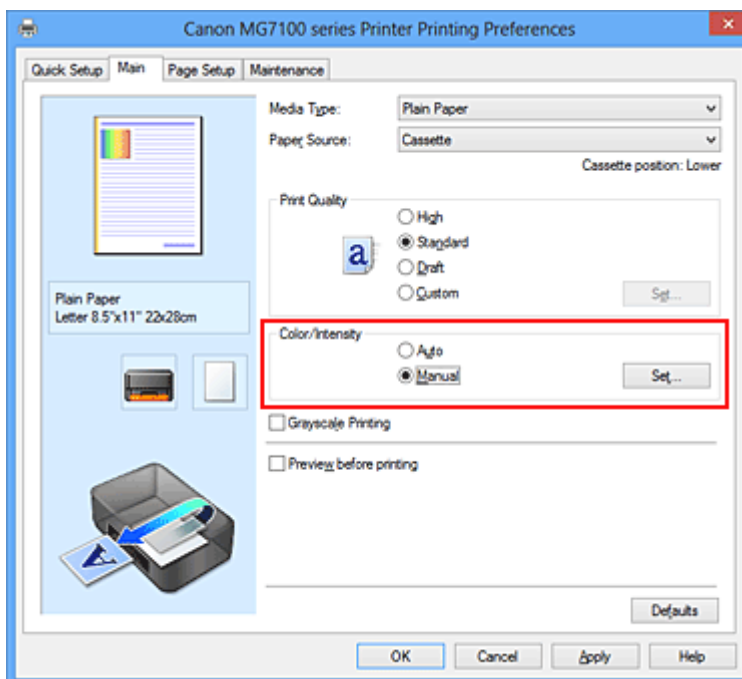 Canon MG7100 series Printer Printing Preferences
Quick Setup Main Page Setup Maintenance
Media Type: Plain Paper
Paper Source: Cassette
Cassette position: Lower
Print Quality
High
a Standard
Draft
Custom Set...
Plain Paper
Letter 8.5"x11" 22x28cm
Color/Intensity
Auto
Manual Set...
Grayscale Printing
Preview before printing
A
Defaults
OK Cancel Apply Help